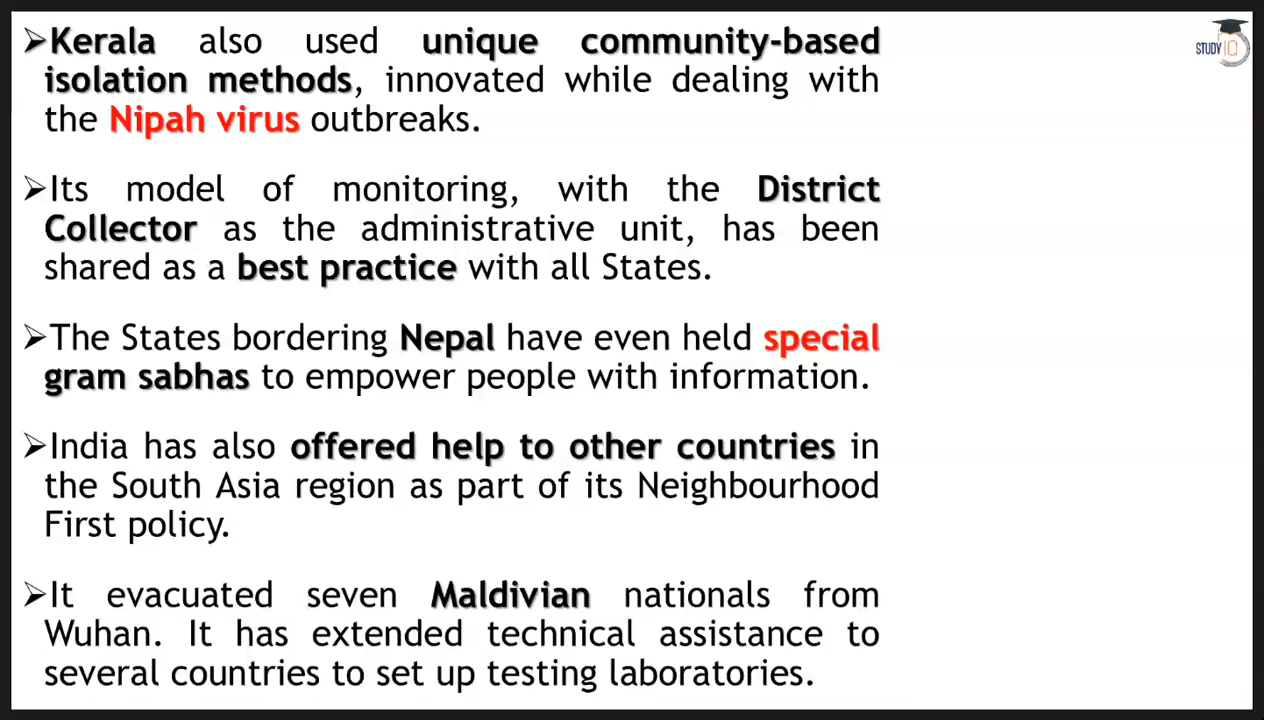 ➢Kerala also used unique community-based
isolation methods, innovated while dealing with
the Nipah virus outbreaks.
➢Its model of monitoring, with the District
Collector as the administrative unit, has been
shared as a best practice with all States.
➢The States bordering Nepal have even held special
gram sabhas to empower people with information.
➢India has also offered help to other countries in
the South Asia region as part of its Neighbourhood
First policy.
➢It evacuated seven Maldivian nationals from
Wuhan. It has extended technical assistance to
several countries to set up testing laboratories.
STUDY IQ